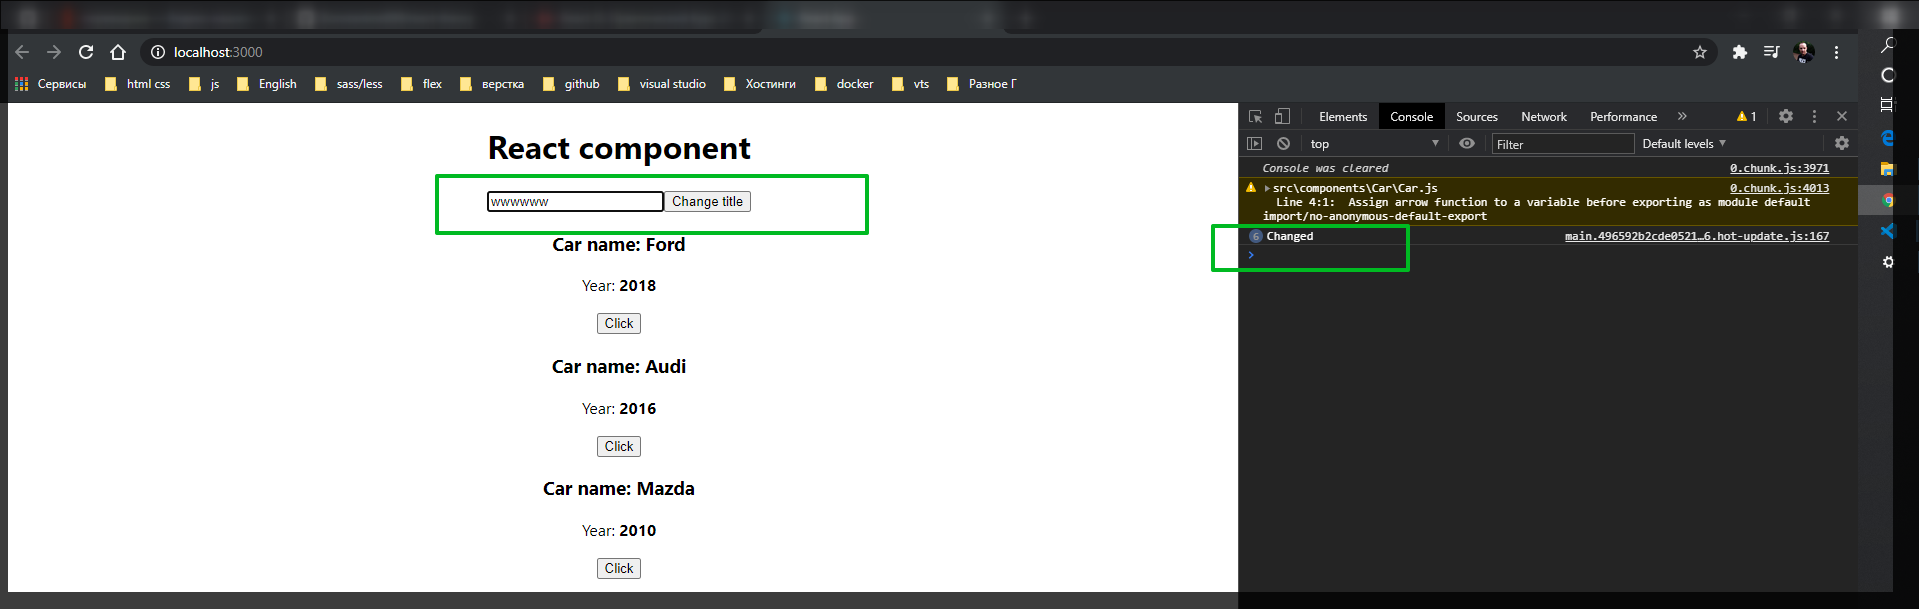 localhost:3000
Сервисы html css js English sass/less flex верстка github visual studio Хостинги docker vts Разное Г
React component
wwwwww Change title
Car name: Ford
Year: 2018
Click
Car name: Audi
Year: 2016
Click
Car name: Mazda
Year: 2010
Click
Elements Console Sources Network Performance » 1
top Filter Default levels
Console was cleared 0.chunk.js:3971
src\components\Car\Car.js 0.chunk.js:4013
Line 4:1: Assign arrow function to a variable before exporting as module default
import/no-anonymous-default-export
6 Changed main.496592b2cde0521…6.hot-update.js:167